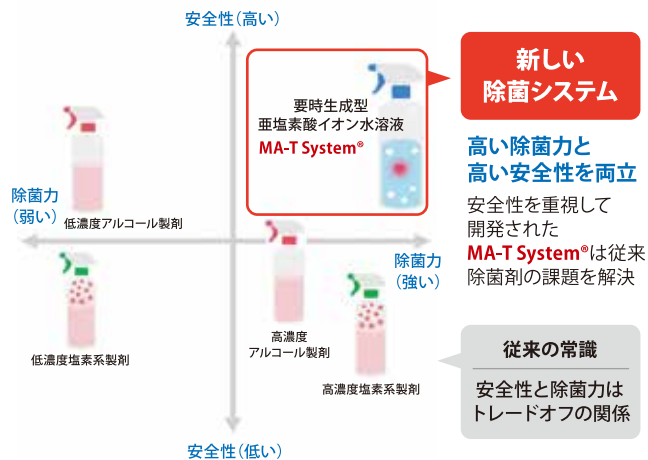 安全性（高い）
要時生成型
亜塩素酸イオン水溶液
MA-T System®
新しい
除菌システム
高い除菌力と
高い安全性を両立
安全性を重視して
開発された
MA-T System®は従来
除菌剤の課題を解決
除菌力
（弱い）
低濃度アルコール製剤
除菌力
（強い）
低濃度塩素系製剤
高濃度
アルコール製剤
高濃度塩素系製剤
従来の常識
安全性と除菌力は
トレードオフの関係
安全性（低い）